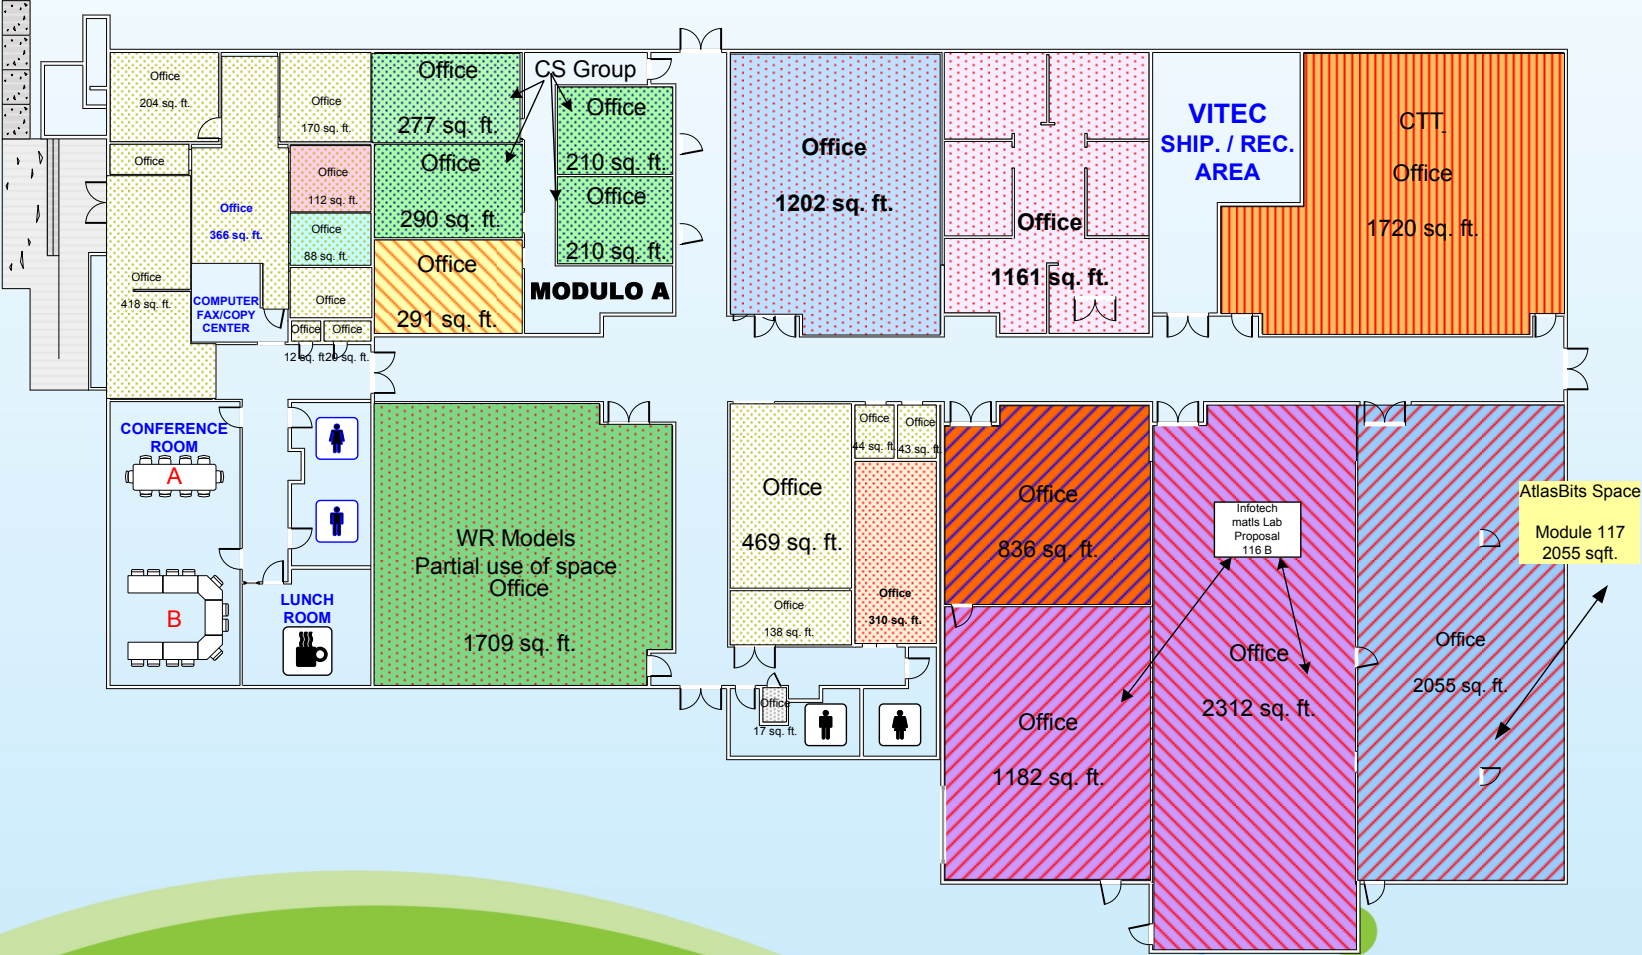 Office
204 sq. ft.
Office
170 sq. ft.
Office
277 sq. ft.
CS Group
Office
210 sq. ft.
Office
1202 sq. ft.
Office
1161 sq. ft.
VITEC
SHIP. / REC.
AREA
CTT
Office
1720 sq. ft.
Office
Office
366 sq. ft.
Office
112 sq. ft.
Office
88 sq. ft.
Office
290 sq. ft.
Office
210 sq. ft.
Office
418 sq. ft.
COMPUTER
FAX/COPY
CENTER
Office
Office
12 sq. ft.
Office
20 sq. ft.
Office
291 sq. ft.
MODULO A
CONFERENCE
ROOM
A
B
LUNCH
ROOM
WR Models
Partial use of space
Office
1709 sq. ft.
Office
469 sq. ft.
Office
44 sq. ft.
Office
43 sq. ft.
Office
310 sq. ft.
Office
138 sq. ft.
Office
17 sq. ft.
Office
836 sq. ft.
Office
1182 sq. ft.
Infotech
matls Lab
Proposal
116 B
Office
2312 sq. ft.
Office
2055 sq. ft.
AtlasBits Space
Module 117
2055 sqft.